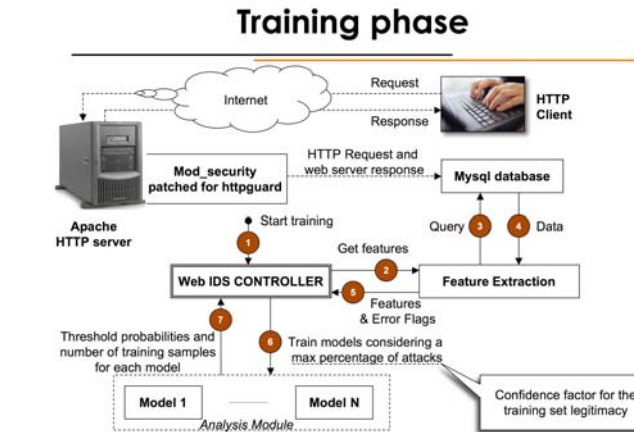 Training phase
Request
Internet
Response
HTTP
Client
Mod_security
patched for httpguard
HTTP Request and
web server response
Mysql database
Apache
HTTP server
Start training
1
Query
3
4
Data
Get features
2
Web IDS CONTROLLER
Feature Extraction
5
Features
& Error Flags
7
6
Threshold probabilities and
number of training samples
for each model
Train models considering a
max percentage of attacks
Model 1
Model N
Analysis Module
Confidence factor for the
training set legitimacy